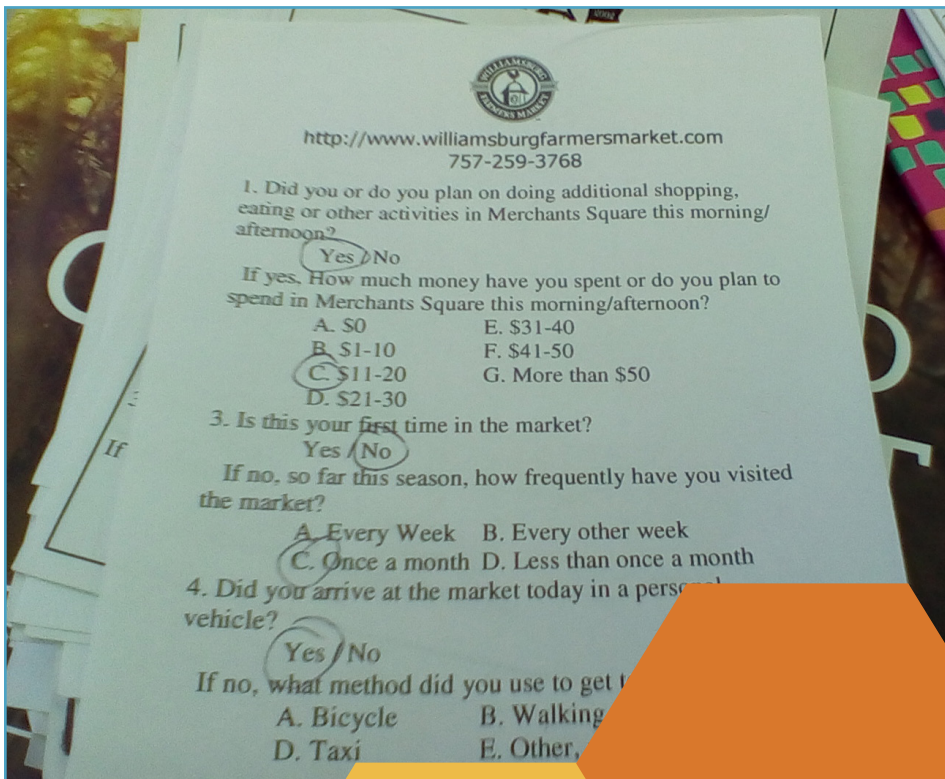 WILLIAMSBURG
FARMERS MARKET
http://www.williamsburgfarmersmarket.com
757-259-3768
1. Did you or do you plan on doing additional shopping,
eating or other activities in Merchants Square this morning/
afternoon?
Yes / No
If yes, How much money have you spent or do you plan to
spend in Merchants Square this morning/afternoon?
A. $0 E. $31-40
B. $1-10 F. $41-50
C. $11-20 G. More than $50
D. $21-30
3. Is this your first time in the market?
Yes / No
If no, so far this season, how frequently have you visited
the market?
A. Every Week B. Every other week
C. Once a month D. Less than once a month
4. Did you arrive at the market today in a
vehicle?
Yes / No
If no, what method did you use to get
A. Bicycle B. Walking
D. Taxi E. Other,
If